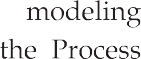 modeling
the Process